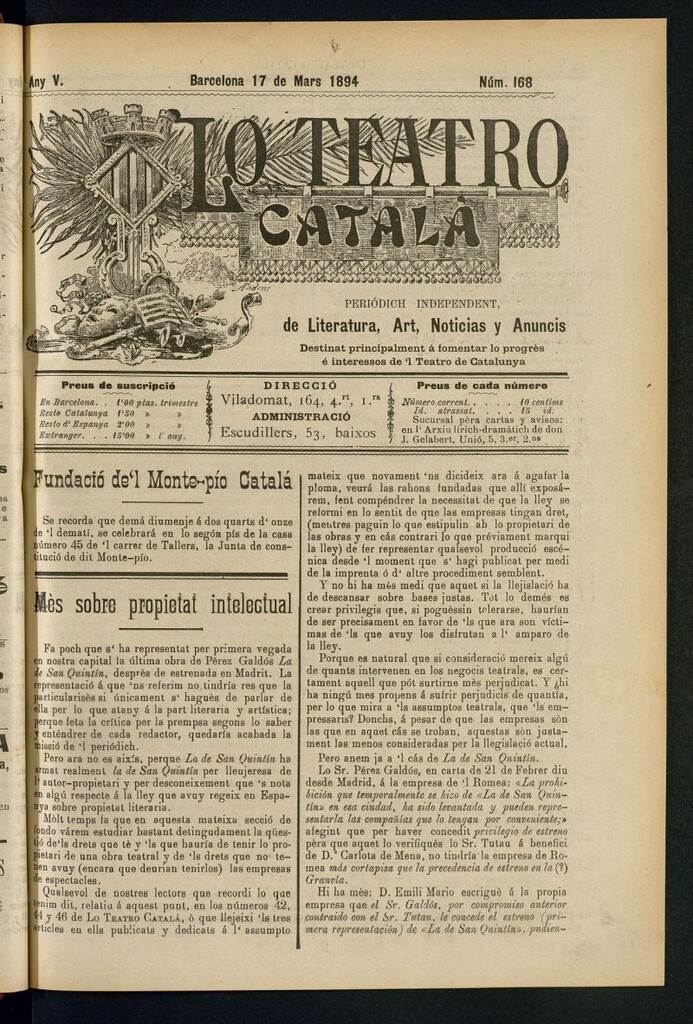 Any V.
Barcelona 17 de Mars 1894
Núm. 168
LO TEATRO
CATALÀ
PERIÓDICH INDEPENDENT,
de Literatura, Art, Noticias y Anuncis
Destinat principalment á fomentar lo progrès
é interessos de 'l Teatro de Catalunya
Preus de suscripció
En Barcelona. . 1'00 ptas. trimestre
Resto Catalunya 1'50 » »
Resto d' Espanya 2'00 » »
Extranger. . . 15'00 » l' any.
DIRECCIÓ
Viladomat, 164, 4.rt, 1.ra
ADMINISTRACIÓ
Escudillers, 53, baixos
Preus de cada número
Número corrent. . . . . 10 centims
Id. atrassat. . . . . 15 id.
Sucursal pera cartas y avisos:
en l' Arxiu lírich-dramátich de don
J. Gelabert, Unió, 5, 3.er, 2.na
Fundació de'l Monte-pío Catalá
Se recorda que demá diumenje á dos quarts d' onze
de 'l dematí, se celebrará en lo segón pis de la casa
número 45 de 'l carrer de Tallers, la Junta de cons-
titució de dit Monte-pío.
Mès sobre propietat intelectual
Fa poch que s' ha representat per primera vegada
en nostra capital la última obra de Pèrez Galdós La
de San Quintín, desprès de estrenada en Madrit. La
representació á que 'ns referim no tindría res que la
particularisès si únicament s' hagués de parlar de
ella per lo que atany á la part literaria y artística;
perque feta la crítica per la prempsa segons lo saber
y enténdrer de cada redactor, quedaría acabada la
missió de 'l periódich.
Pero ara no es aixís, perque La de San Quintín ha
armat realment la de San Quintín per lleujeresa de
l' autor-propietari y per desconeixement que 's nota
en algú respecte á la lley que avuy regeix en Espa-
nya sobre propietat literaria.
Mòlt temps fa que en aquesta mateixa secció de
fondo várem estudiar bastant detingudament la qües-
tió de'ls drets que tè y 'ls que hauría de tenir lo pro-
pietari de una obra teatral y de 'ls drets que no te-
nen avuy (encara que deurían tenirlos) las empresas
de espectacles.
Qualsevol de nostres lectors que recordi lo que
tenim dit, relatiu á aquest punt, en los números 42,
44 y 46 de LO TEATRO CATALÁ, ò que llejeixi 'ls tres
articles en ells publicats y dedicats á l' assumpto
mateix que novament 'ns dicideix ara á agafar la
ploma, veurá las rahons fundadas que allí exposá-
rem, fent compéndrer la necesitat de que la lley se
reformi en lo sentit de que las empresas tingan dret,
(mentres paguin lo que estipulin ab lo propietari de
las obras y en cás contrari lo que préviament marqui
la lley) de fer representar qualsevol producció escé-
nica desde 'l moment que s' hagi publicat per medi
de la imprenta ó d' altre procediment semblent.
Y no hi ha mès medi que aquet si la llejislació ha
de descansar sobre bases justas. Tot lo demés es
crear privilegis que, si poguèssin tolerarse, haurían
de ser precisament en favor de 'ls que ara son vícti-
mas de 'ls que avuy los disfrutan a l' amparo de
la lley.
Porque es natural que si consideració mereix algú
de quants intervenen en los negocis teatrals, es cer-
tament aquell que pót surtirne mès perjudicat. Y ¿hi
ha ningú mes propens á sufrir perjudicis de quantía,
per lo que mira a 'ls assumptos teatrals, que 'ls em-
pressaris? Donchs, á pesar de que las empresas són
las que en aquet cás se troban, aquestas són justa-
ment las menos consideradas per la llegislació actual.
Pero anem ja a 'l cás de La de San Quintín.
Lo Sr. Pérez Galdós, en carta de 21 de Febrer diu
desde Madrid, á la empresa de 'l Romea: «La prohi-
bición que temporalmente se hizo de «La de San Quin-
tín» en esa ciudad, ha sido levantada y pueden repre-
sentarla las compañías que lo tengan por conveniente;»
afegint que per haver concedit privilegio de estreno
péra que aquet lo verifiqués lo Sr. Tutau á benefici
de D.ª Carlota de Mena, no tindría la empresa de Ro-
mea más cortapisa que la precedencia de estreno en la (?)
Granvía.
Hi ha mès: D. Emili Mario escrigué á la propia
empresa que el Sr. Galdós, por compromiso anterior
contraido con el Sr. Tutau, le concede el estreno (pri-
mera representación) de «La de San Quintín». pudien-